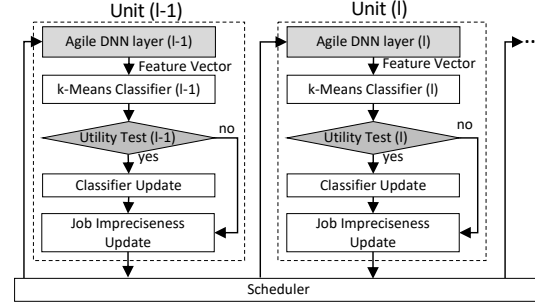 Unit (l-1)
Agile DNN layer (l-1)
Feature Vector
k-Means Classifier (l-1)
Utility Test (l-1)
no
yes
Classifier Update
Job Impreciseness
Update
Unit (l)
Agile DNN layer (l)
Feature Vector
k-Means Classifier (l)
Utility Test (l)
no
yes
Classifier Update
Job Impreciseness
Update
...
Scheduler